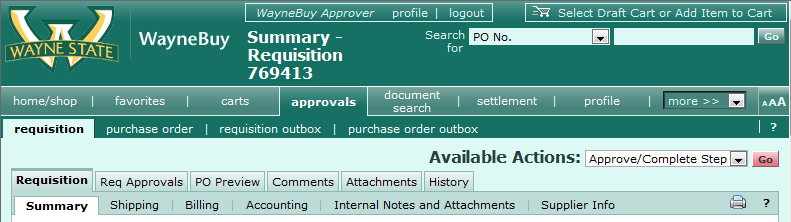 WayneBuy Approver profile | logout
Select Draft Cart or Add Item to Cart
WAYNE STATE
WayneBuy
Summary -
Requisition
769413
Search
for
PO No.
Go
home/shop | favorites | carts | approvals | document search | settlement | profile | more >> AAA
requisition purchase order | requisition outbox | purchase order outbox | ?
Available Actions: Approve/Complete Step Go
Requisition Req Approvals PO Preview Comments Attachments History
Summary Shipping | Billing | Accounting | Internal Notes and Attachments | Supplier Info ?